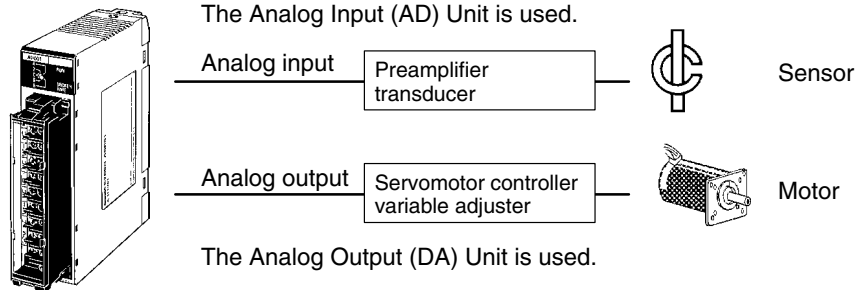 The Analog Input (AD) Unit is used.
Analog input
Preamplifier
transducer
Sensor
Analog output
Servomotor controller
variable adjuster
Motor
The Analog Output (DA) Unit is used.